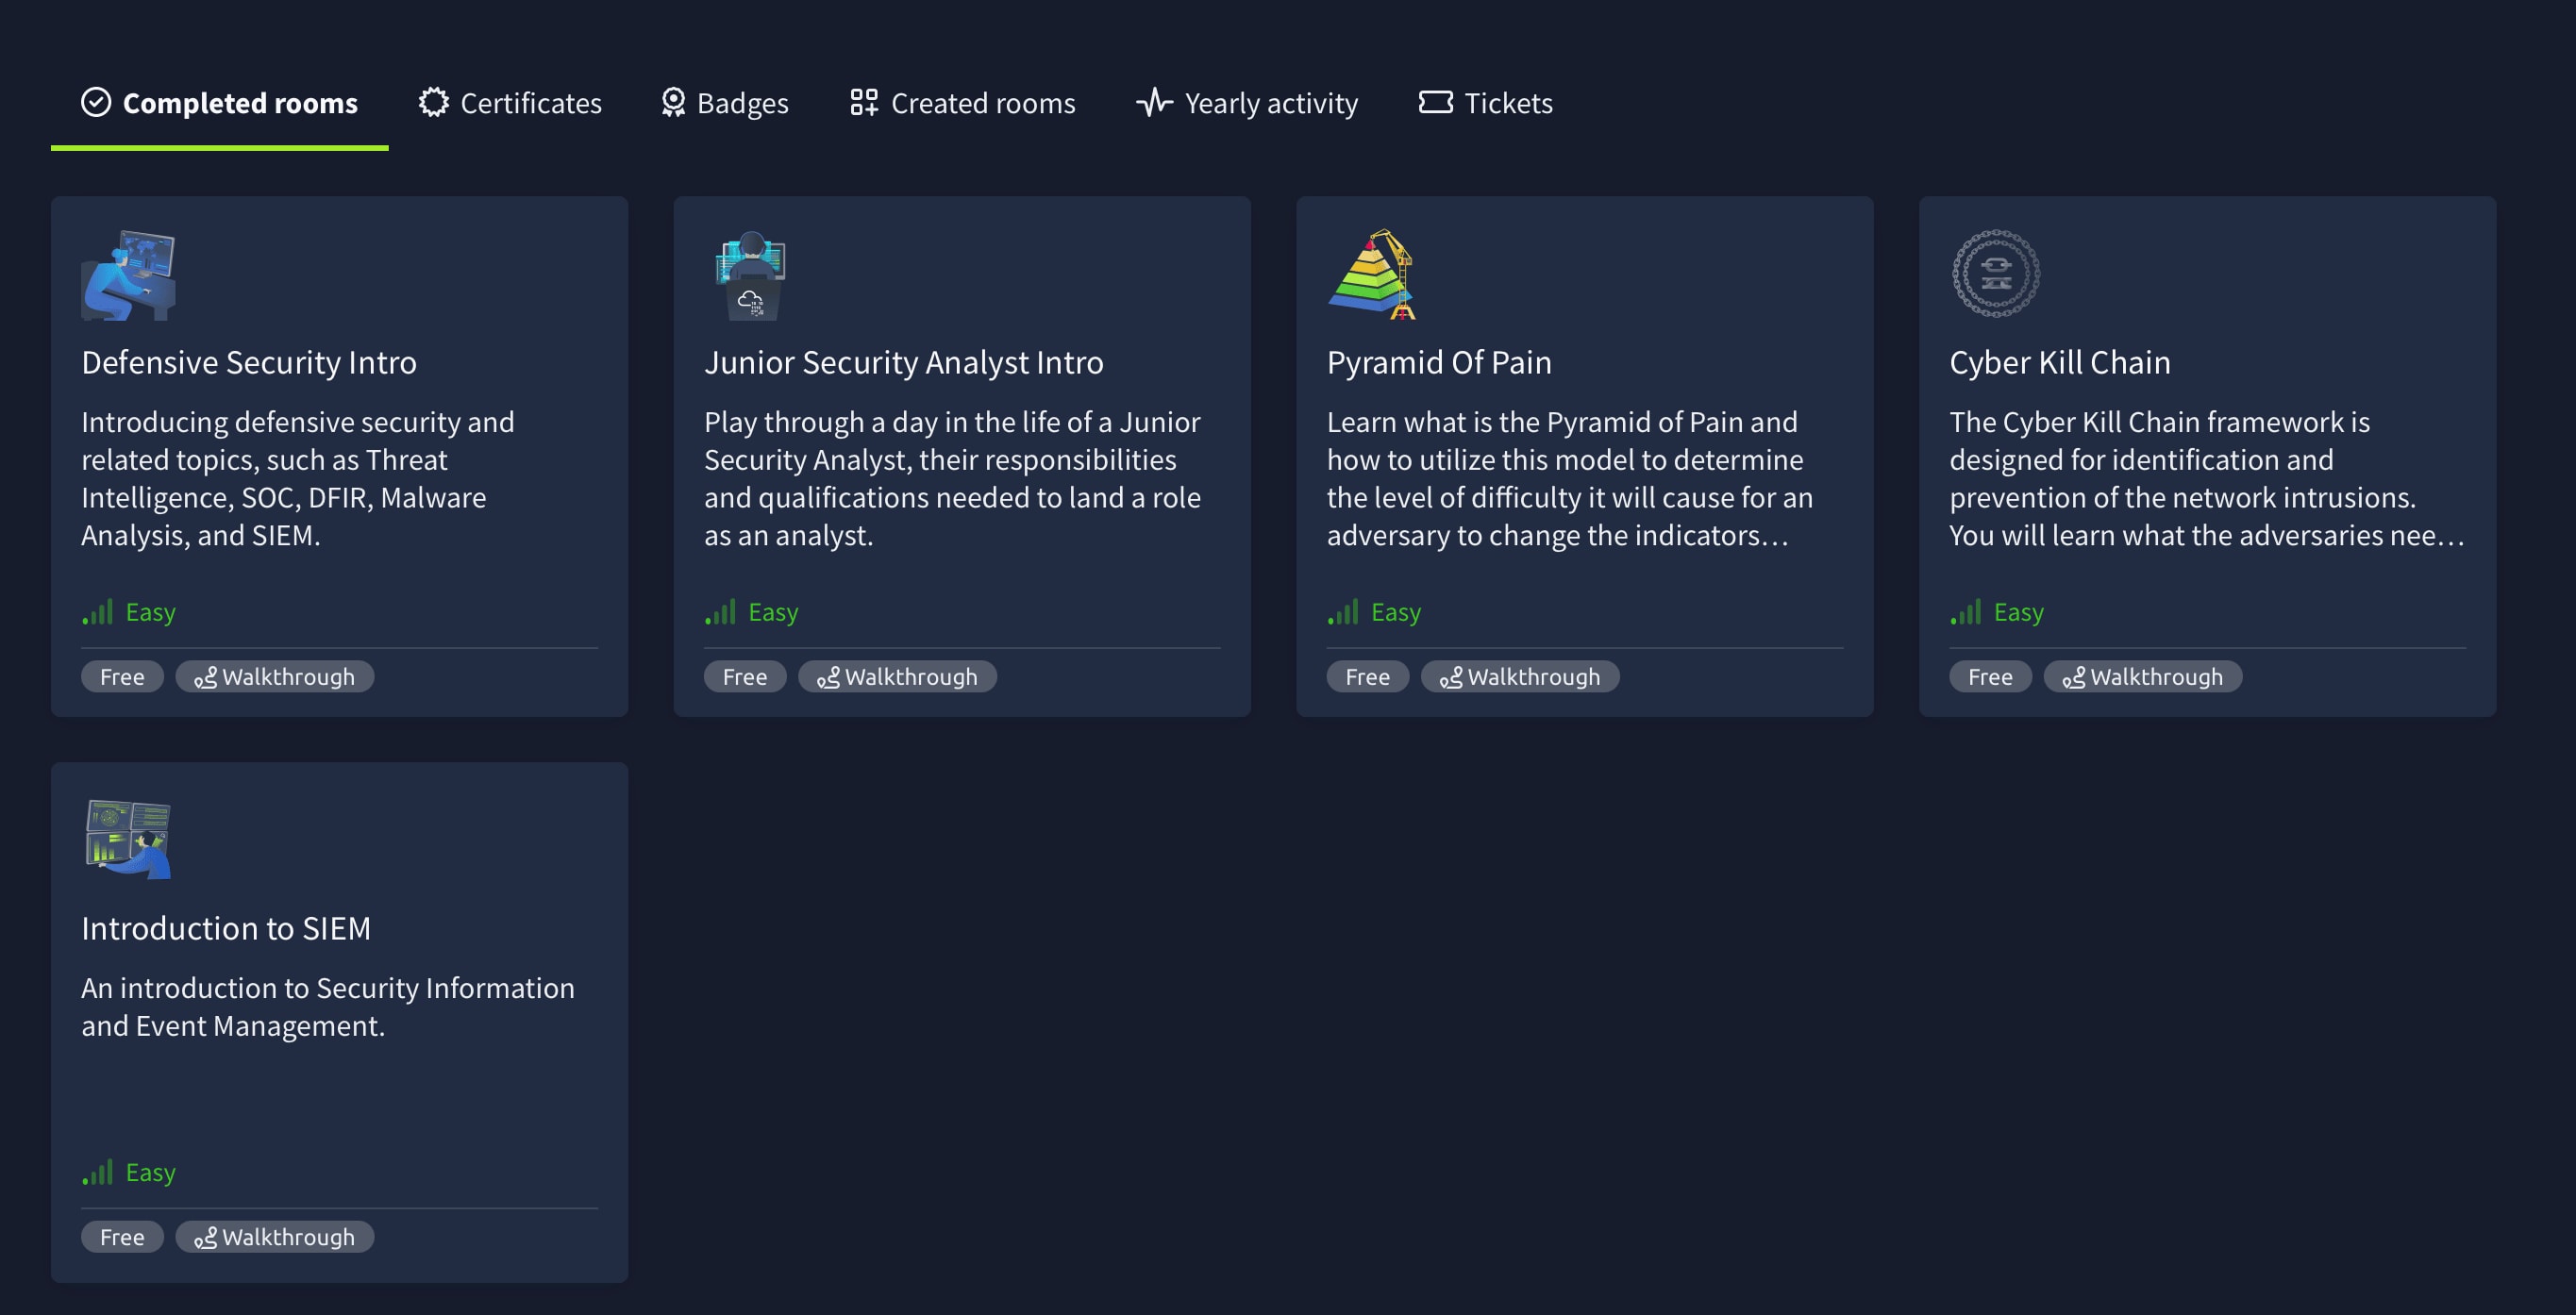 Completed rooms
Certificates
Badges
Created rooms
Yearly activity
Tickets
Defensive Security Intro
Introducing defensive security and
related topics, such as Threat
Intelligence, SOC, DFIR, Malware
Analysis, and SIEM.
Easy
Free
Walkthrough
Junior Security Analyst Intro
Play through a day in the life of a Junior
Security Analyst, their responsibilities
and qualifications needed to land a role
as an analyst.
Easy
Free
Walkthrough
Pyramid Of Pain
Learn what is the Pyramid of Pain and
how to utilize this model to determine
the level of difficulty it will cause for an
adversary to change the indicators…
Easy
Free
Walkthrough
Cyber Kill Chain
The Cyber Kill Chain framework is
designed for identification and
prevention of the network intrusions.
You will learn what the adversaries nee…
Easy
Free
Walkthrough
Introduction to SIEM
An introduction to Security Information
and Event Management.
Easy
Free
Walkthrough